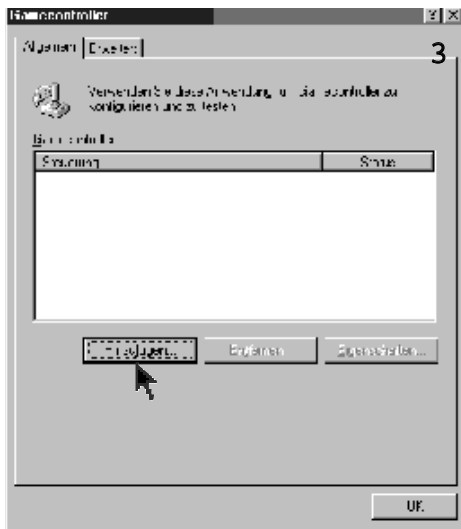 Gamecontroller
Allgemein Erweitert
3
Verwenden Sie diese Anwendung, um Gamecontroller zu
konfigurieren und zu testen
Gamecontroller
Steuerung Status
Hinzufügen... Entfernen Eigenschaften...
OK